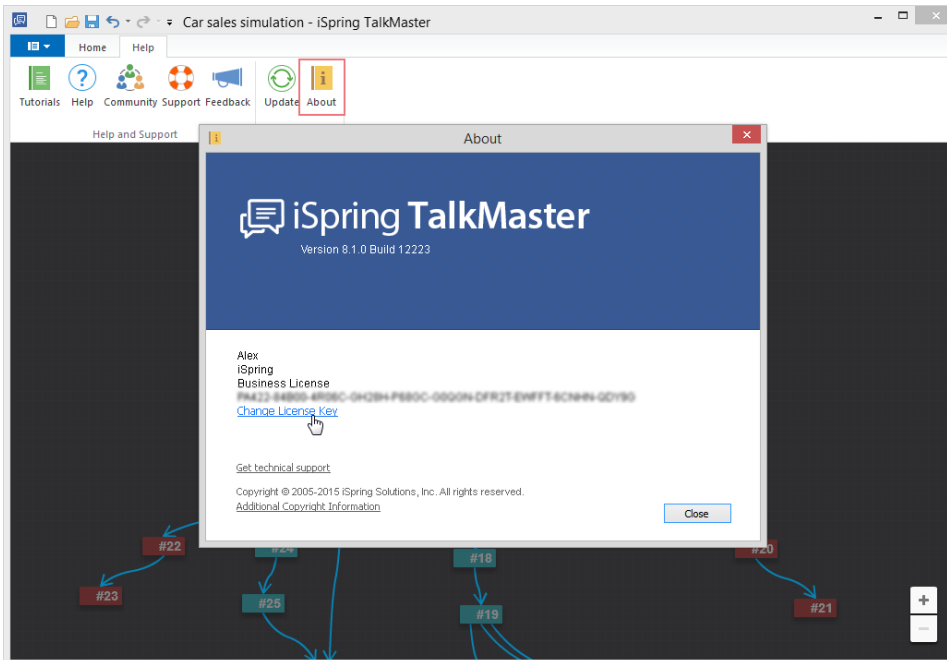 Car sales simulation - iSpring TalkMaster
Home Help
Tutorials Help Community Support Feedback Update About
Help and Support
About
iSpring TalkMaster
Version 8.1.0 Build 12223
Alex
iSpring
Business License
Change License Key
Get technical support
Copyright © 2005-2015 iSpring Solutions, Inc. All rights reserved.
Additional Copyright Information
Close
#22 #24 #18 #20
#23 #25 #19 #21